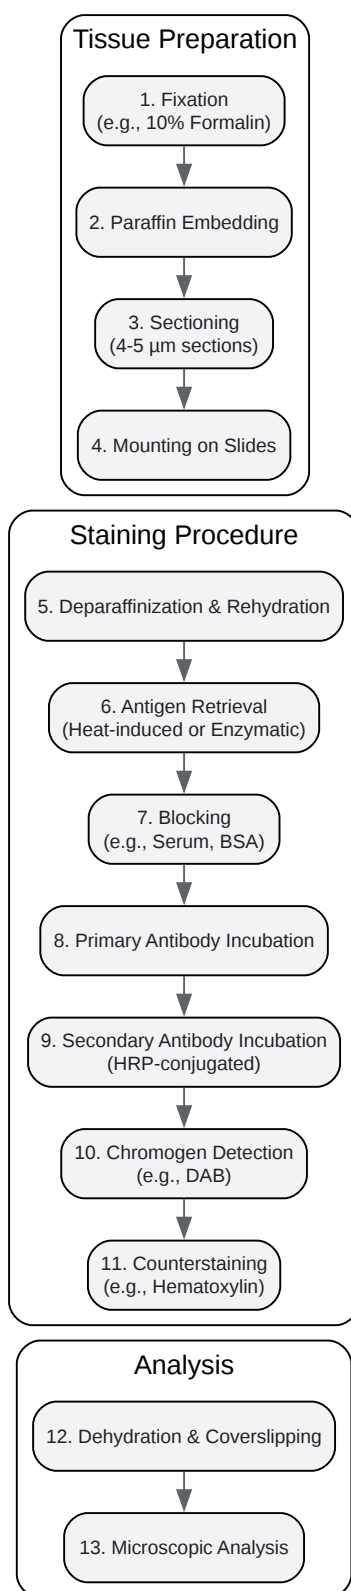 Tissue Preparation
1. Fixation
(e.g., 10% Formalin)
2. Paraffin Embedding
3. Sectioning
(4-5 µm sections)
4. Mounting on Slides
Staining Procedure
5. Deparaffinization & Rehydration
6. Antigen Retrieval
(Heat-induced or Enzymatic)
7. Blocking
(e.g., Serum, BSA)
8. Primary Antibody Incubation
9. Secondary Antibody Incubation
(HRP-conjugated)
10. Chromogen Detection
(e.g., DAB)
11. Counterstaining
(e.g., Hematoxylin)
Analysis
12. Dehydration & Coverslipping
13. Microscopic Analysis